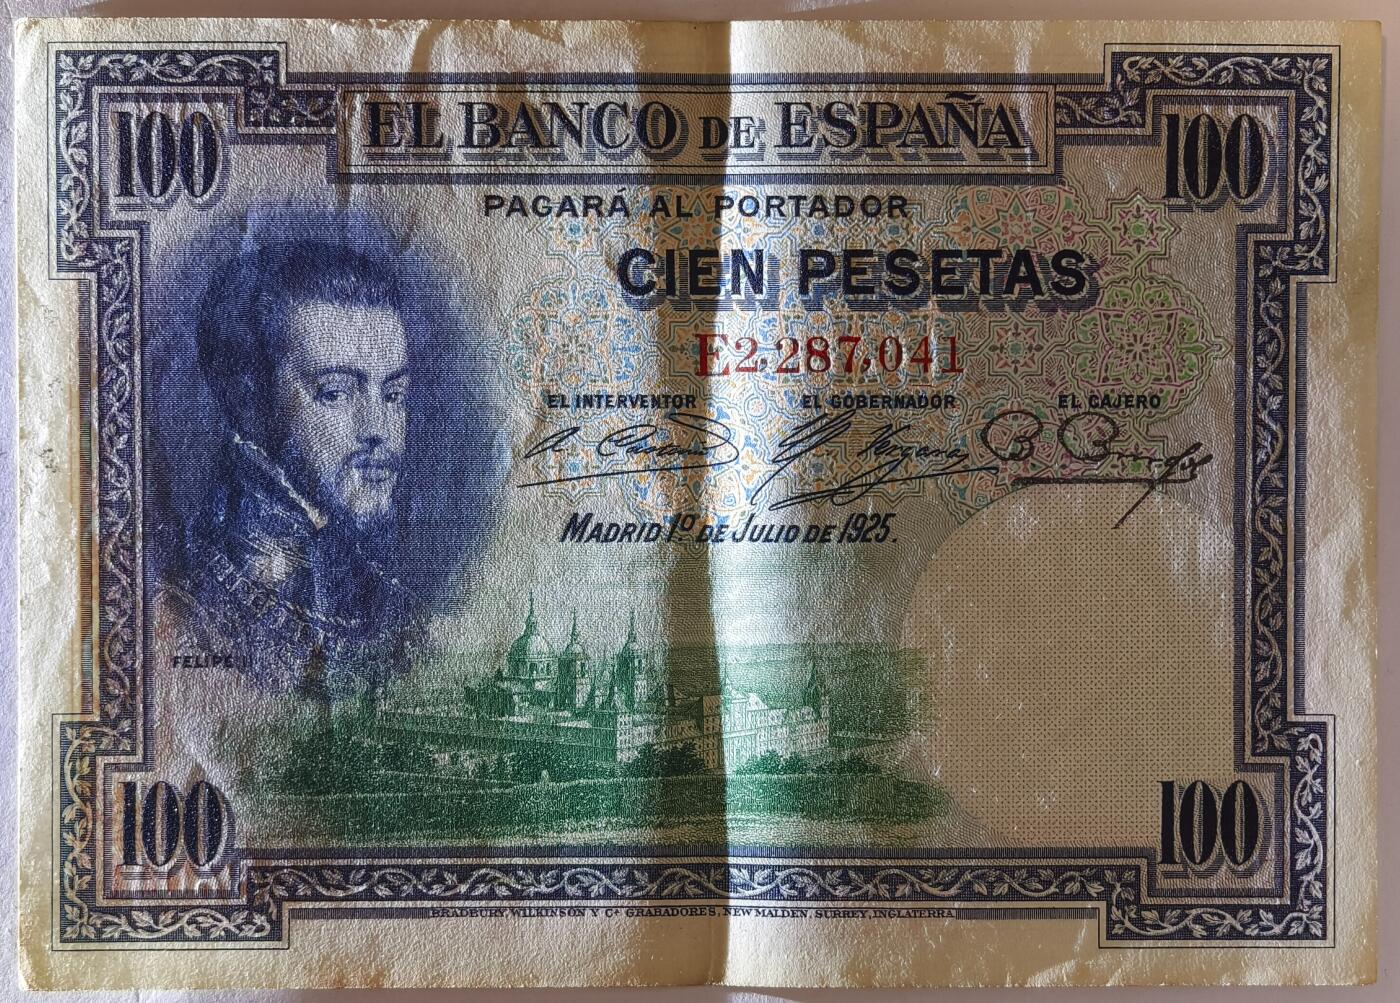 100 EL BANCO DE ESPAÑA 100
PAGARÁ AL PORTADOR
CIEN PESETAS
E2,287,041
EL INTERVENTOR EL GOBERNADOR EL CAJERO
MADRID 1º DE JULIO DE 1925.
FELIPE II
100 100
BRADBURY, WILKINSON Y Cª GRABADORES, NEW MALDEN, SURREY, INGLATERRA